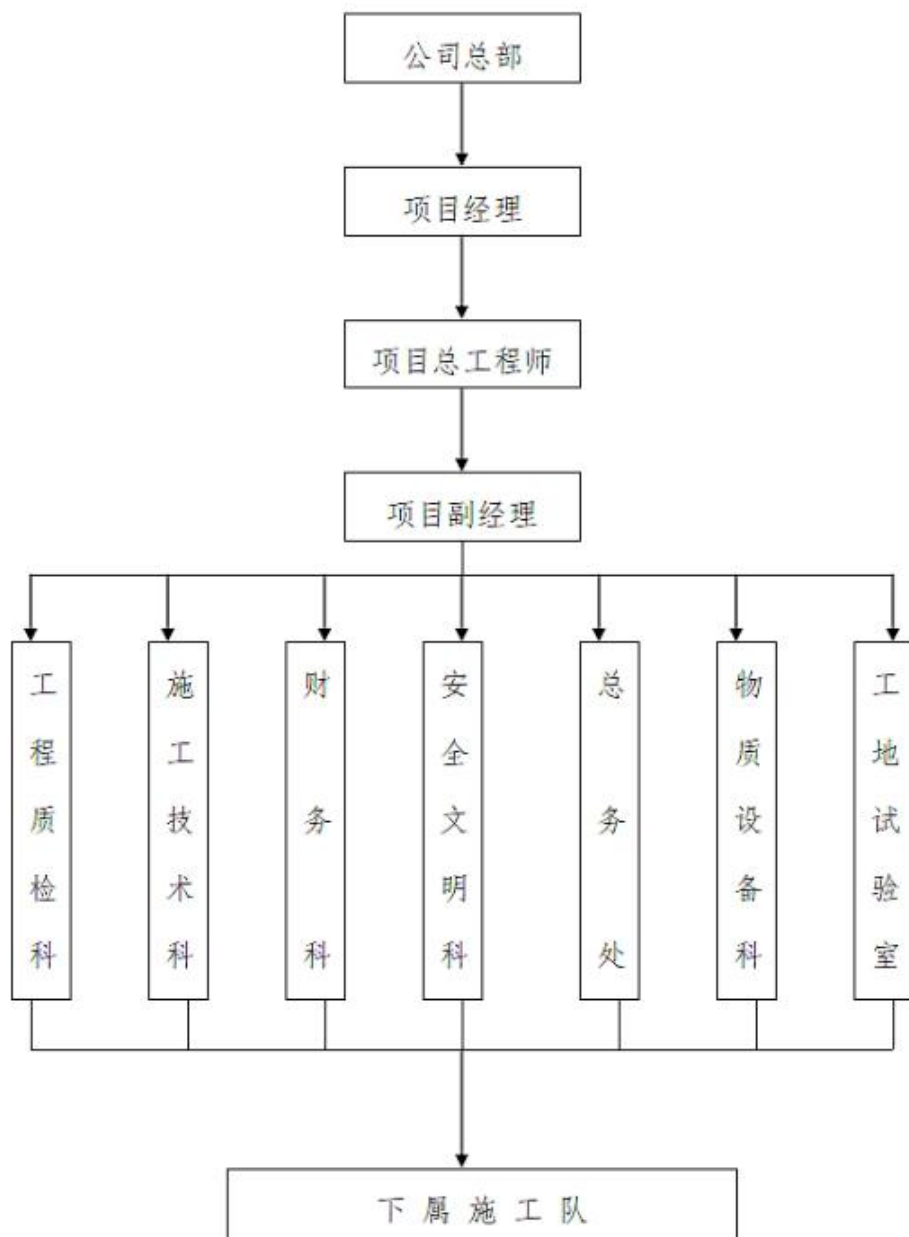 公司总部
项目经理
项目总工程师
项目副经理
工程质检科
施工技术科
财务科
安全文明科
总务处
物质设备科
工地试验室
下属施工队